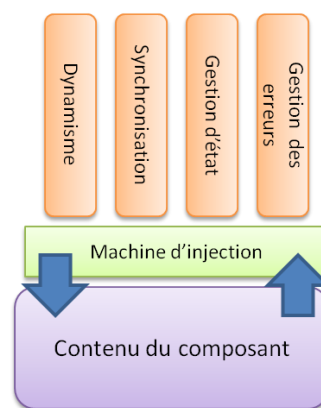 Dynamisme
Synchronisation
Gestion d'état
Gestion des
erreurs
Machine d'injection
Contenu du composant